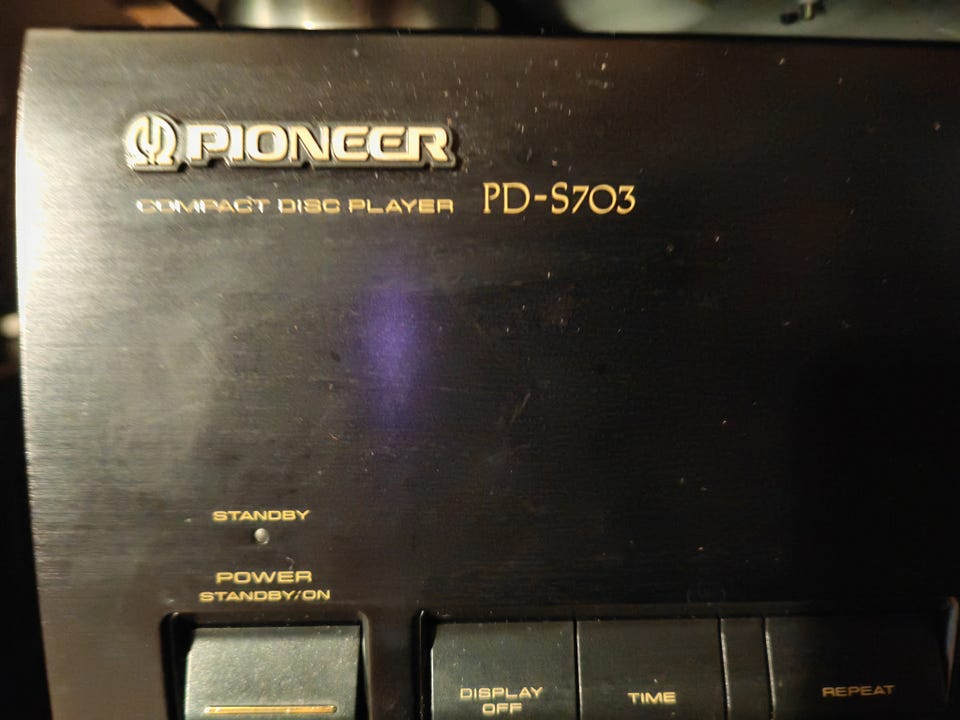 PIONEER
COMPACT DISC PLAYER PD-S703
STANDBY
POWER
STANDBY/ON
DISPLAY OFF
TIME
REPEAT